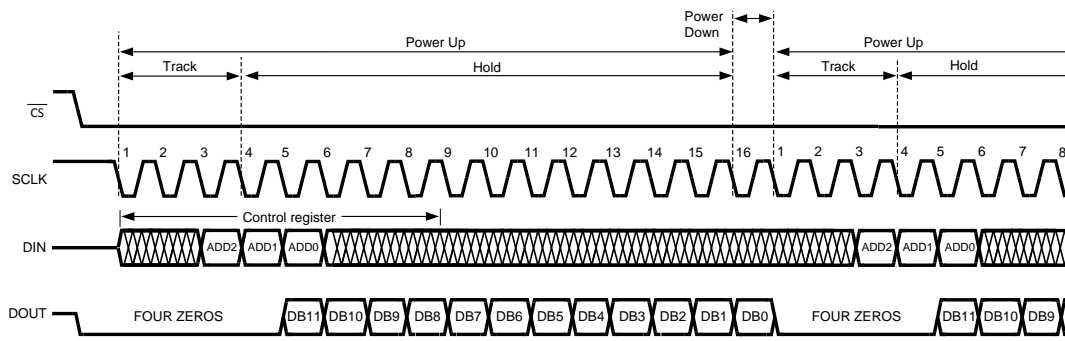 Power Down
Power Up
Power Up
Track
Hold
Track
Hold
CS
1 2 3 4 5 6 7 8 9 10 11 12 13 14 15 16 1 2 3 4 5 6 7 8
SCLK
Control register
DIN
ADD2 ADD1 ADD0 ADD2 ADD1 ADD0
DOUT
FOUR ZEROS DB11 DB10 DB9 DB8 DB7 DB6 DB5 DB4 DB3 DB2 DB1 DB0 FOUR ZEROS DB11 DB10 DB9